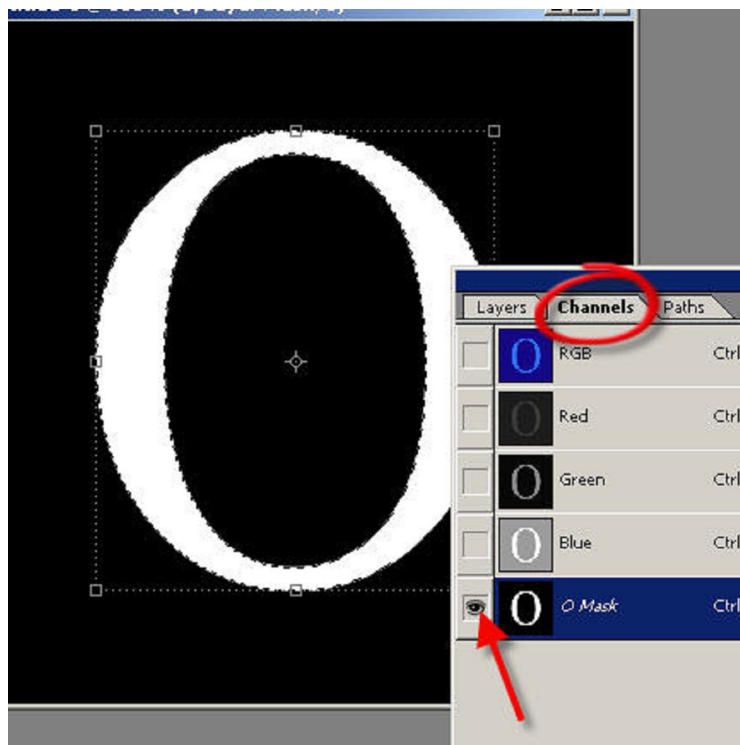 O
Layers Channels Paths
O RGB Ctrl
O Red Ctrl
O Green Ctrl
O Blue Ctrl
O O Mask Ctrl